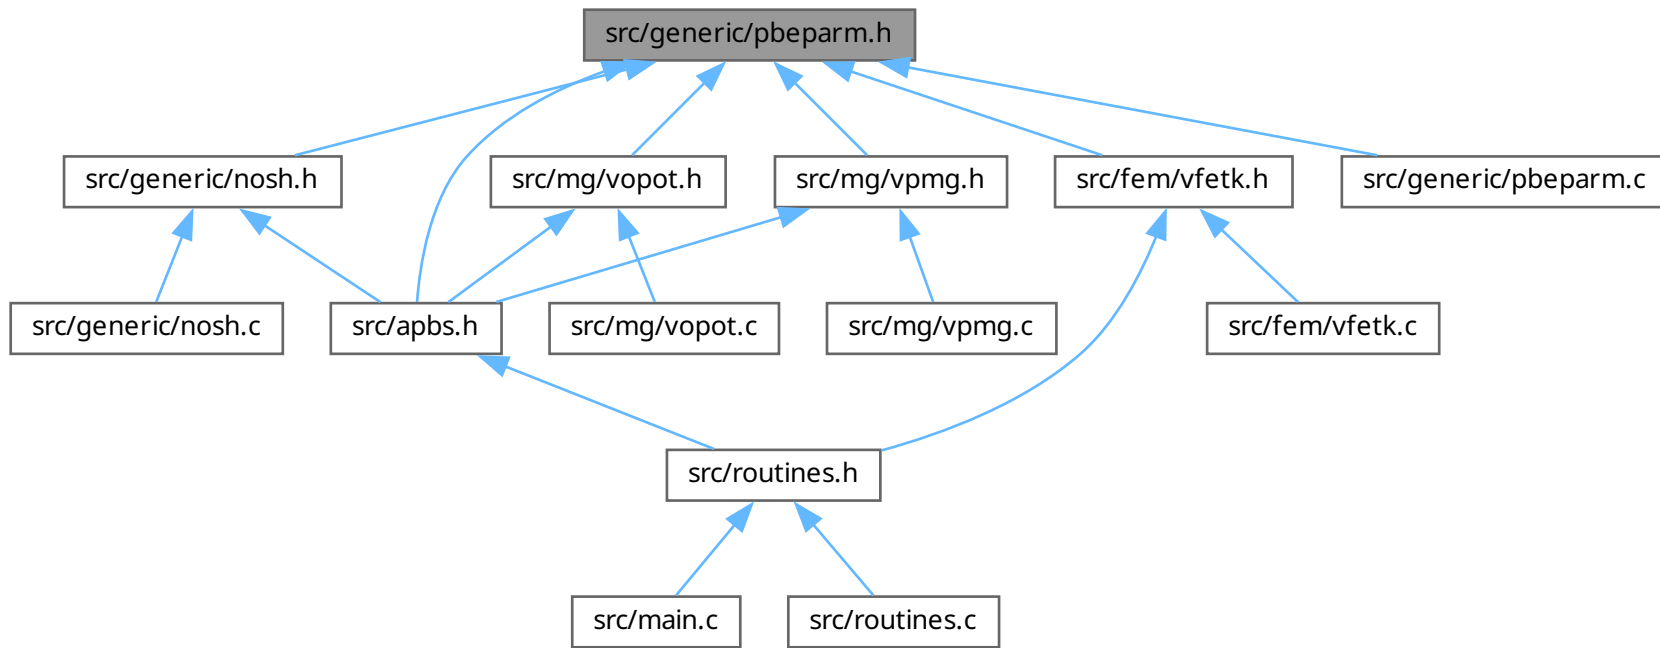 src/generic/pbeparm.h
src/generic/nosh.h
src/mg/vopot.h
src/mg/vpmg.h
src/fem/vfetk.h
src/generic/pbeparm.c
src/generic/nosh.c
src/apbs.h
src/mg/vopot.c
src/mg/vpmg.c
src/fem/vfetk.c
src/routines.h
src/main.c
src/routines.c